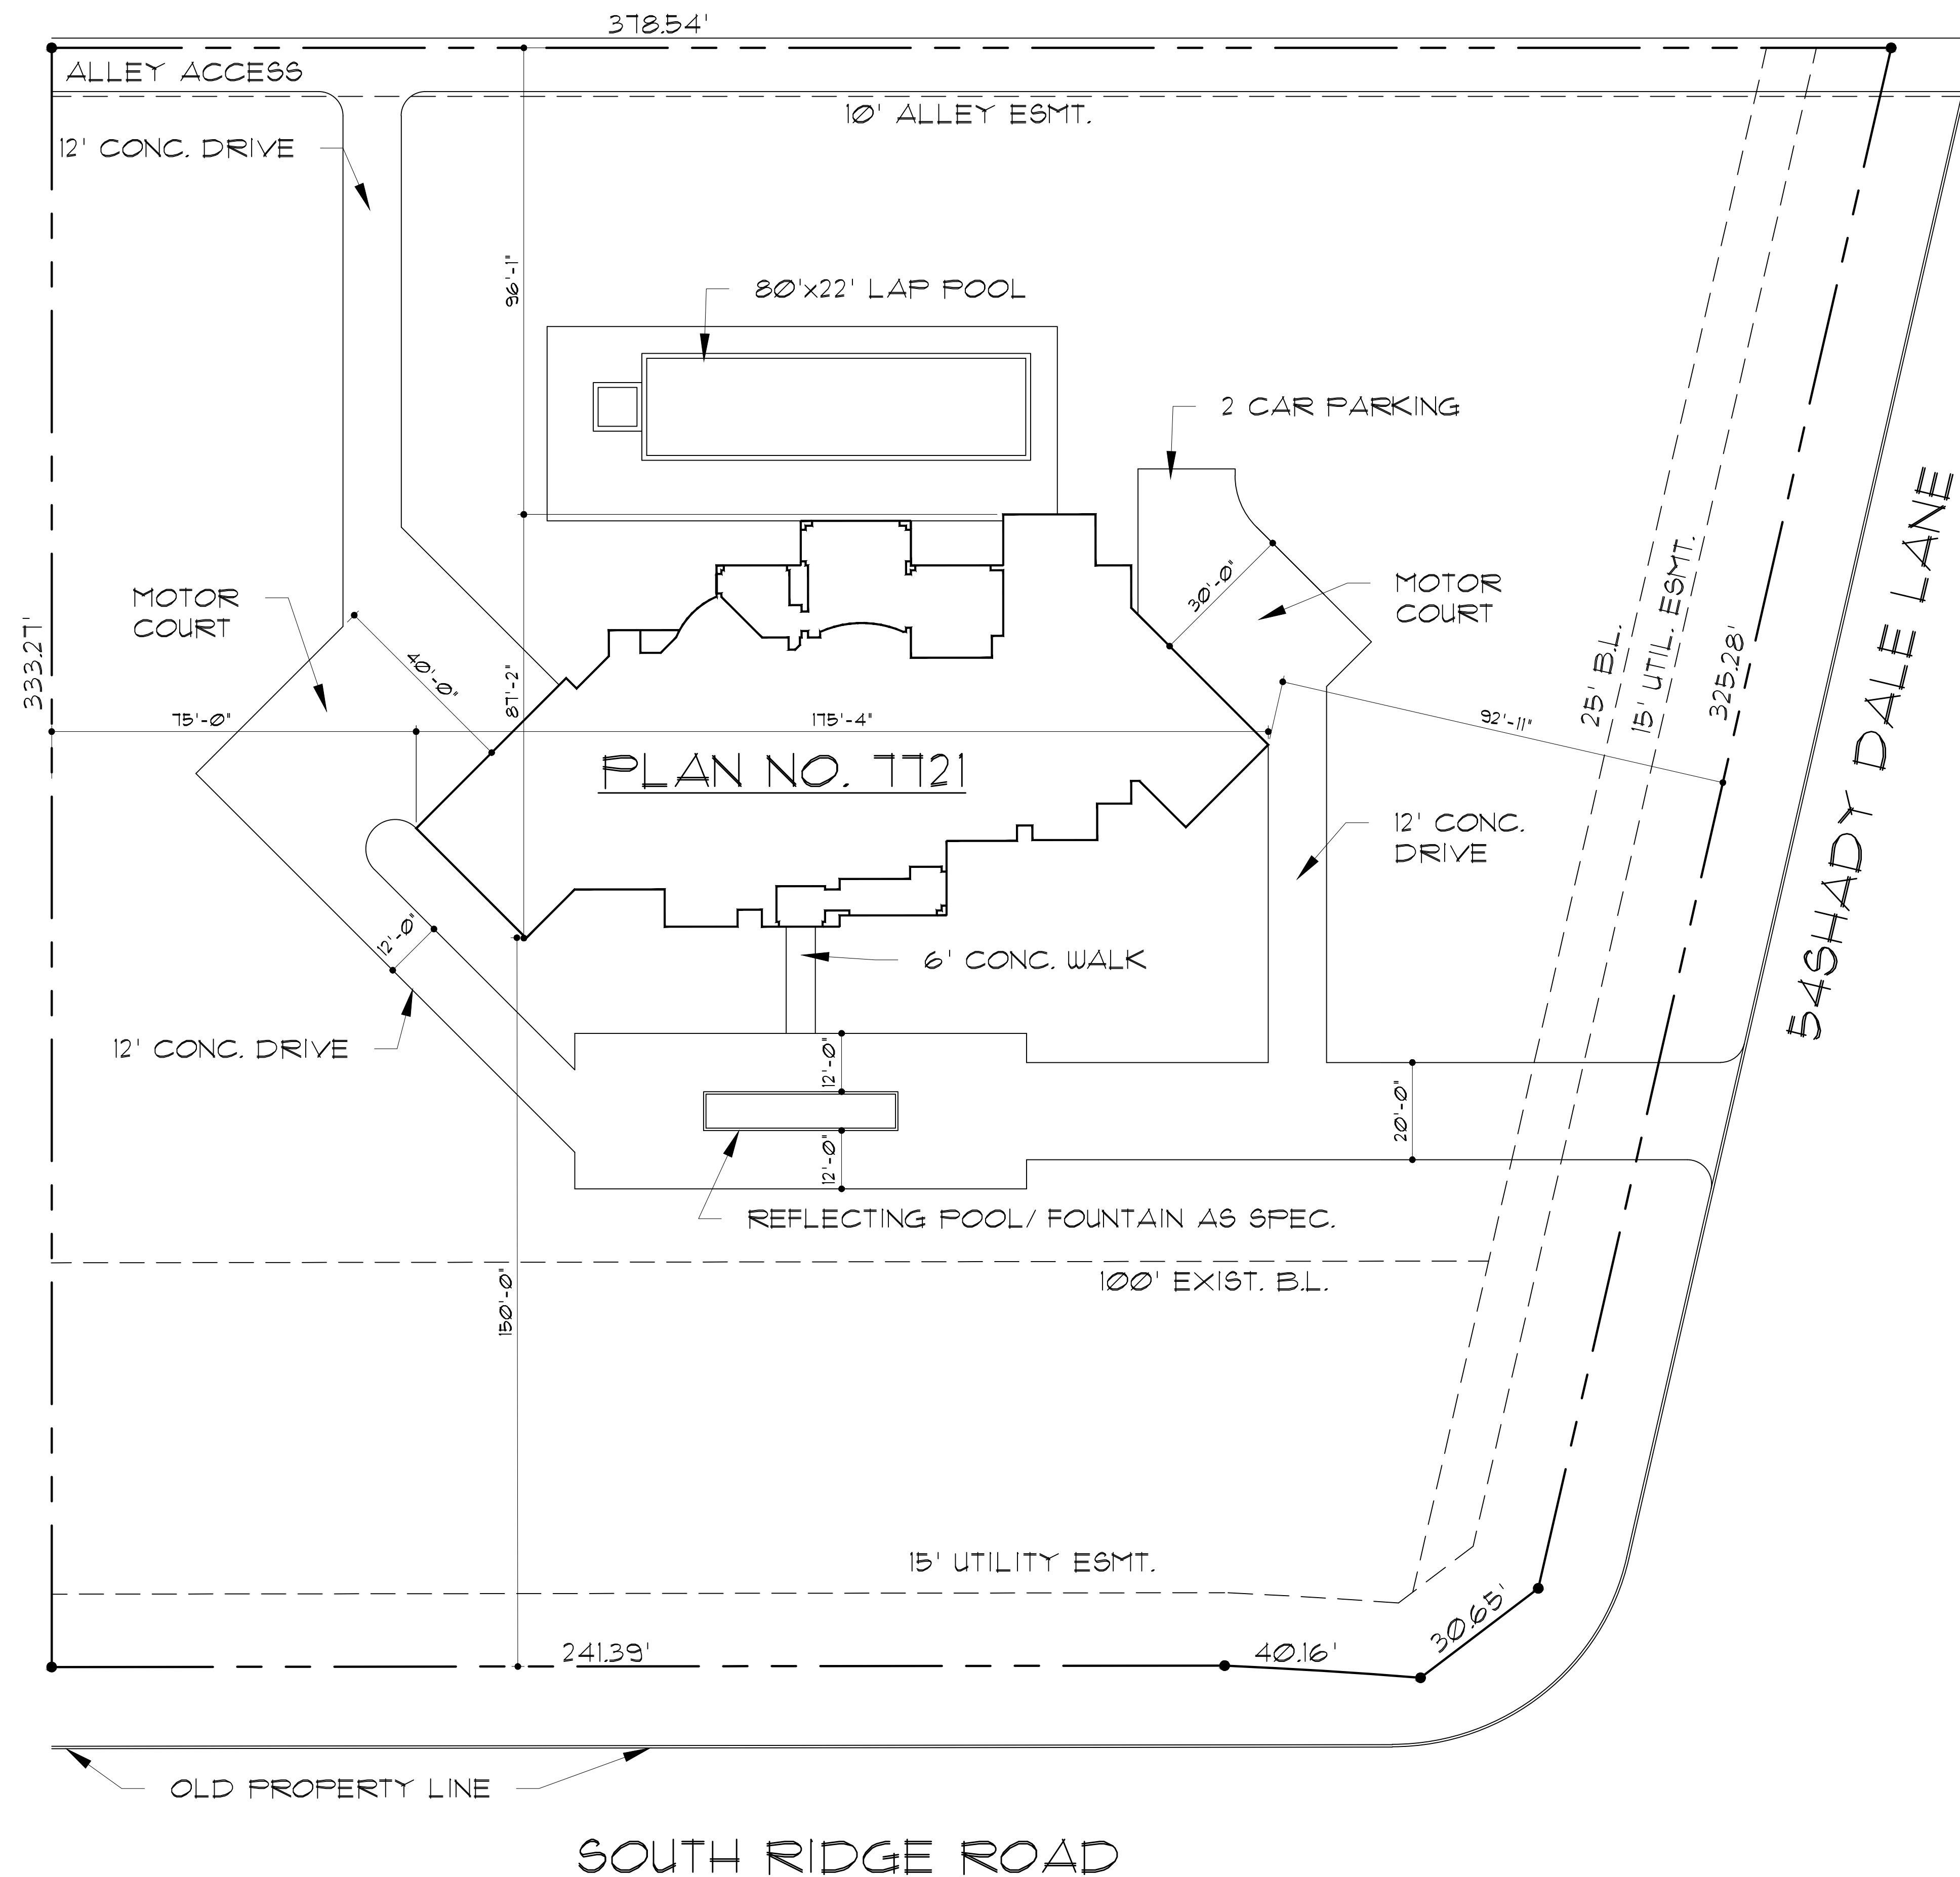 378.54'
ALLEY ACCESS
10' ALLEY ESMT.
12' CONC. DRIVE
96'-1"
80'x22' LAP POOL
2 CAR PARKING
MOTOR
COURT
30'-0"
MOTOR
COURT
333.27'
40'-0"
87'-2"
75'-0"
175'-4"
92'-11"
25' B.L.
15' UTIL. ESMT.
325.28'
PLAN NO. 7721
54SHADY DALE LANE
12' CONC.
DRIVE
12'-0"
6' CONC. WALK
12' CONC. DRIVE
12'-0"
20'-0"
12'-0"
REFLECTING POOL/ FOUNTAIN AS SPEC.
100' EXIST. B.L.
150'-0"
15' UTILITY ESMT.
241.39'
40.16'
30.65'
OLD PROPERTY LINE
SOUTH RIDGE ROAD